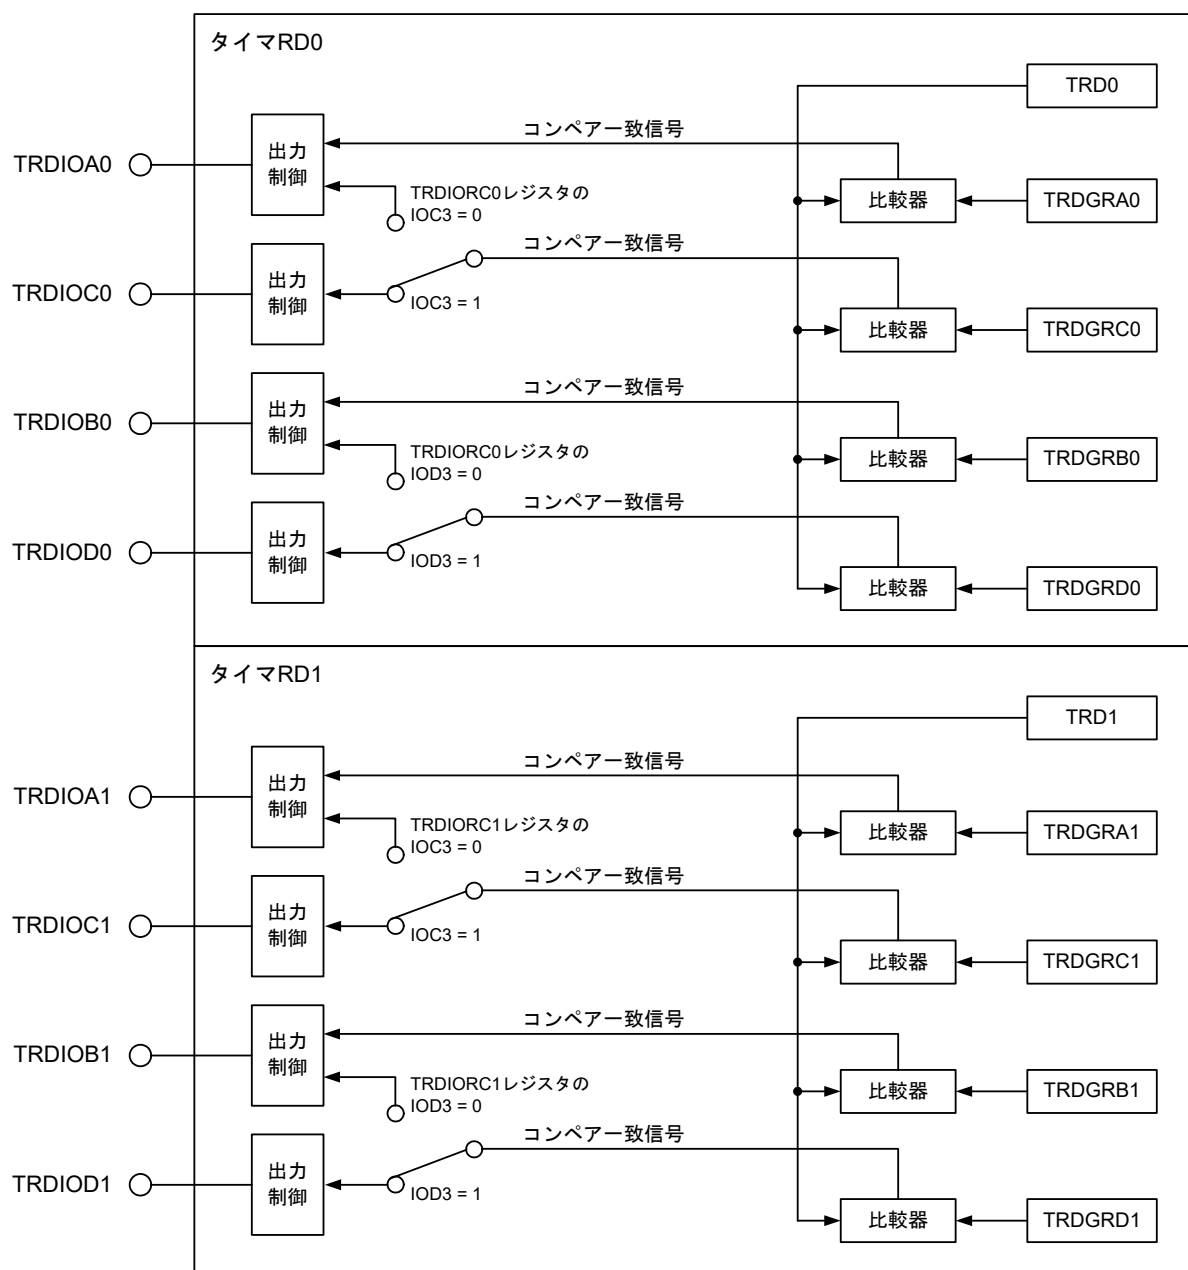 タイマRD0
TRD0
コンペア一致信号
TRDIOA0
出力
制御
TRDIORC0レジスタの
IOC3 = 0
比較器
TRDGRA0
コンペア一致信号
TRDIOC0
出力
制御
IOC3 = 1
比較器
TRDGRC0
コンペア一致信号
TRDIOB0
出力
制御
TRDIORC0レジスタの
IOD3 = 0
比較器
TRDGRB0
コンペア一致信号
TRDIOD0
出力
制御
IOD3 = 1
比較器
TRDGRD0
タイマRD1
TRD1
コンペア一致信号
TRDIOA1
出力
制御
TRDIORC1レジスタの
IOC3 = 0
比較器
TRDGRA1
コンペア一致信号
TRDIOC1
出力
制御
IOC3 = 1
比較器
TRDGRC1
コンペア一致信号
TRDIOB1
出力
制御
TRDIORC1レジスタの
IOD3 = 0
比較器
TRDGRB1
コンペア一致信号
TRDIOD1
出力
制御
IOD3 = 1
比較器
TRDGRD1